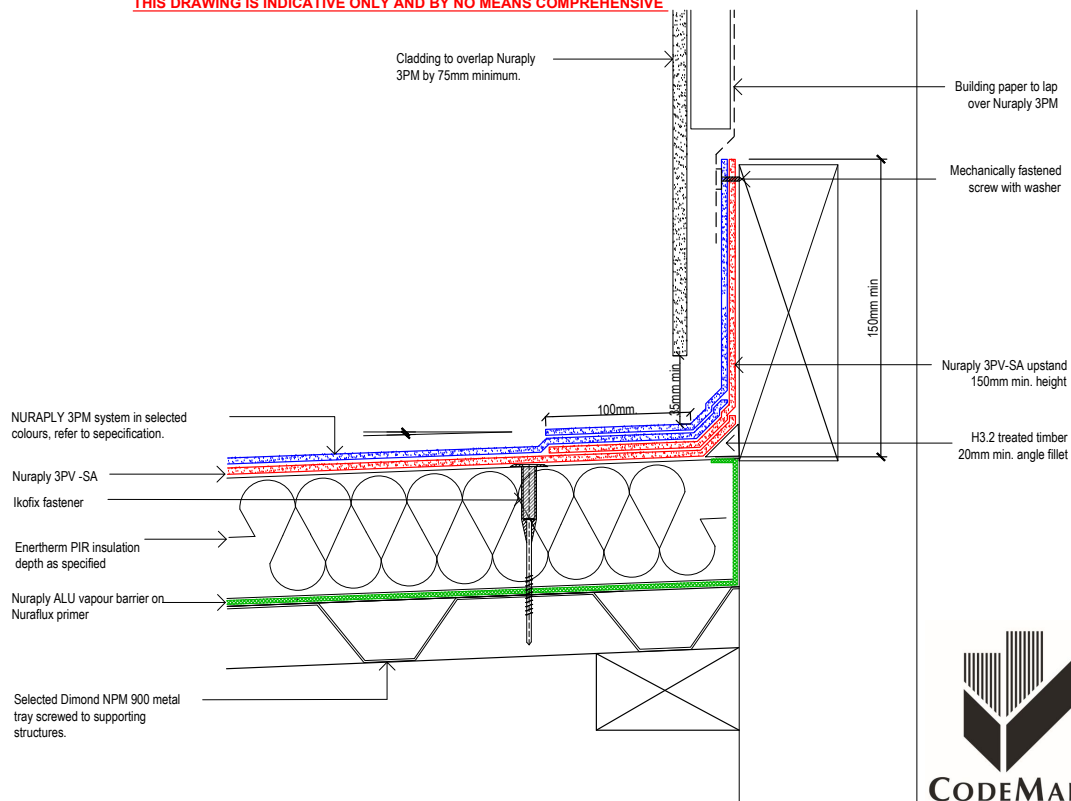 THIS DRAWING IS INDICATIVE ONLY AND BY NO MEANS COMPREHENSIVE
Cladding to overlap Nuraply
3PM by 75mm minimum.
Building paper to lap
over Nuraply 3PM
Mechanically fastened
screw with washer
150mm min
Nuraply 3PV-SA upstand
150mm min. height
35mm min
100mm.
NURAPLY 3PM system in selected
colours, refer to sepecification.
H3.2 treated timber
20mm min. angle fillet
Nuraply 3PV -SA
Ikofix fastener
Enertherm PIR insulation
depth as specified
Nuraply ALU vapour barrier on
Nuraflux primer
Selected Dimond NPM 900 metal
tray screwed to supporting
structures.